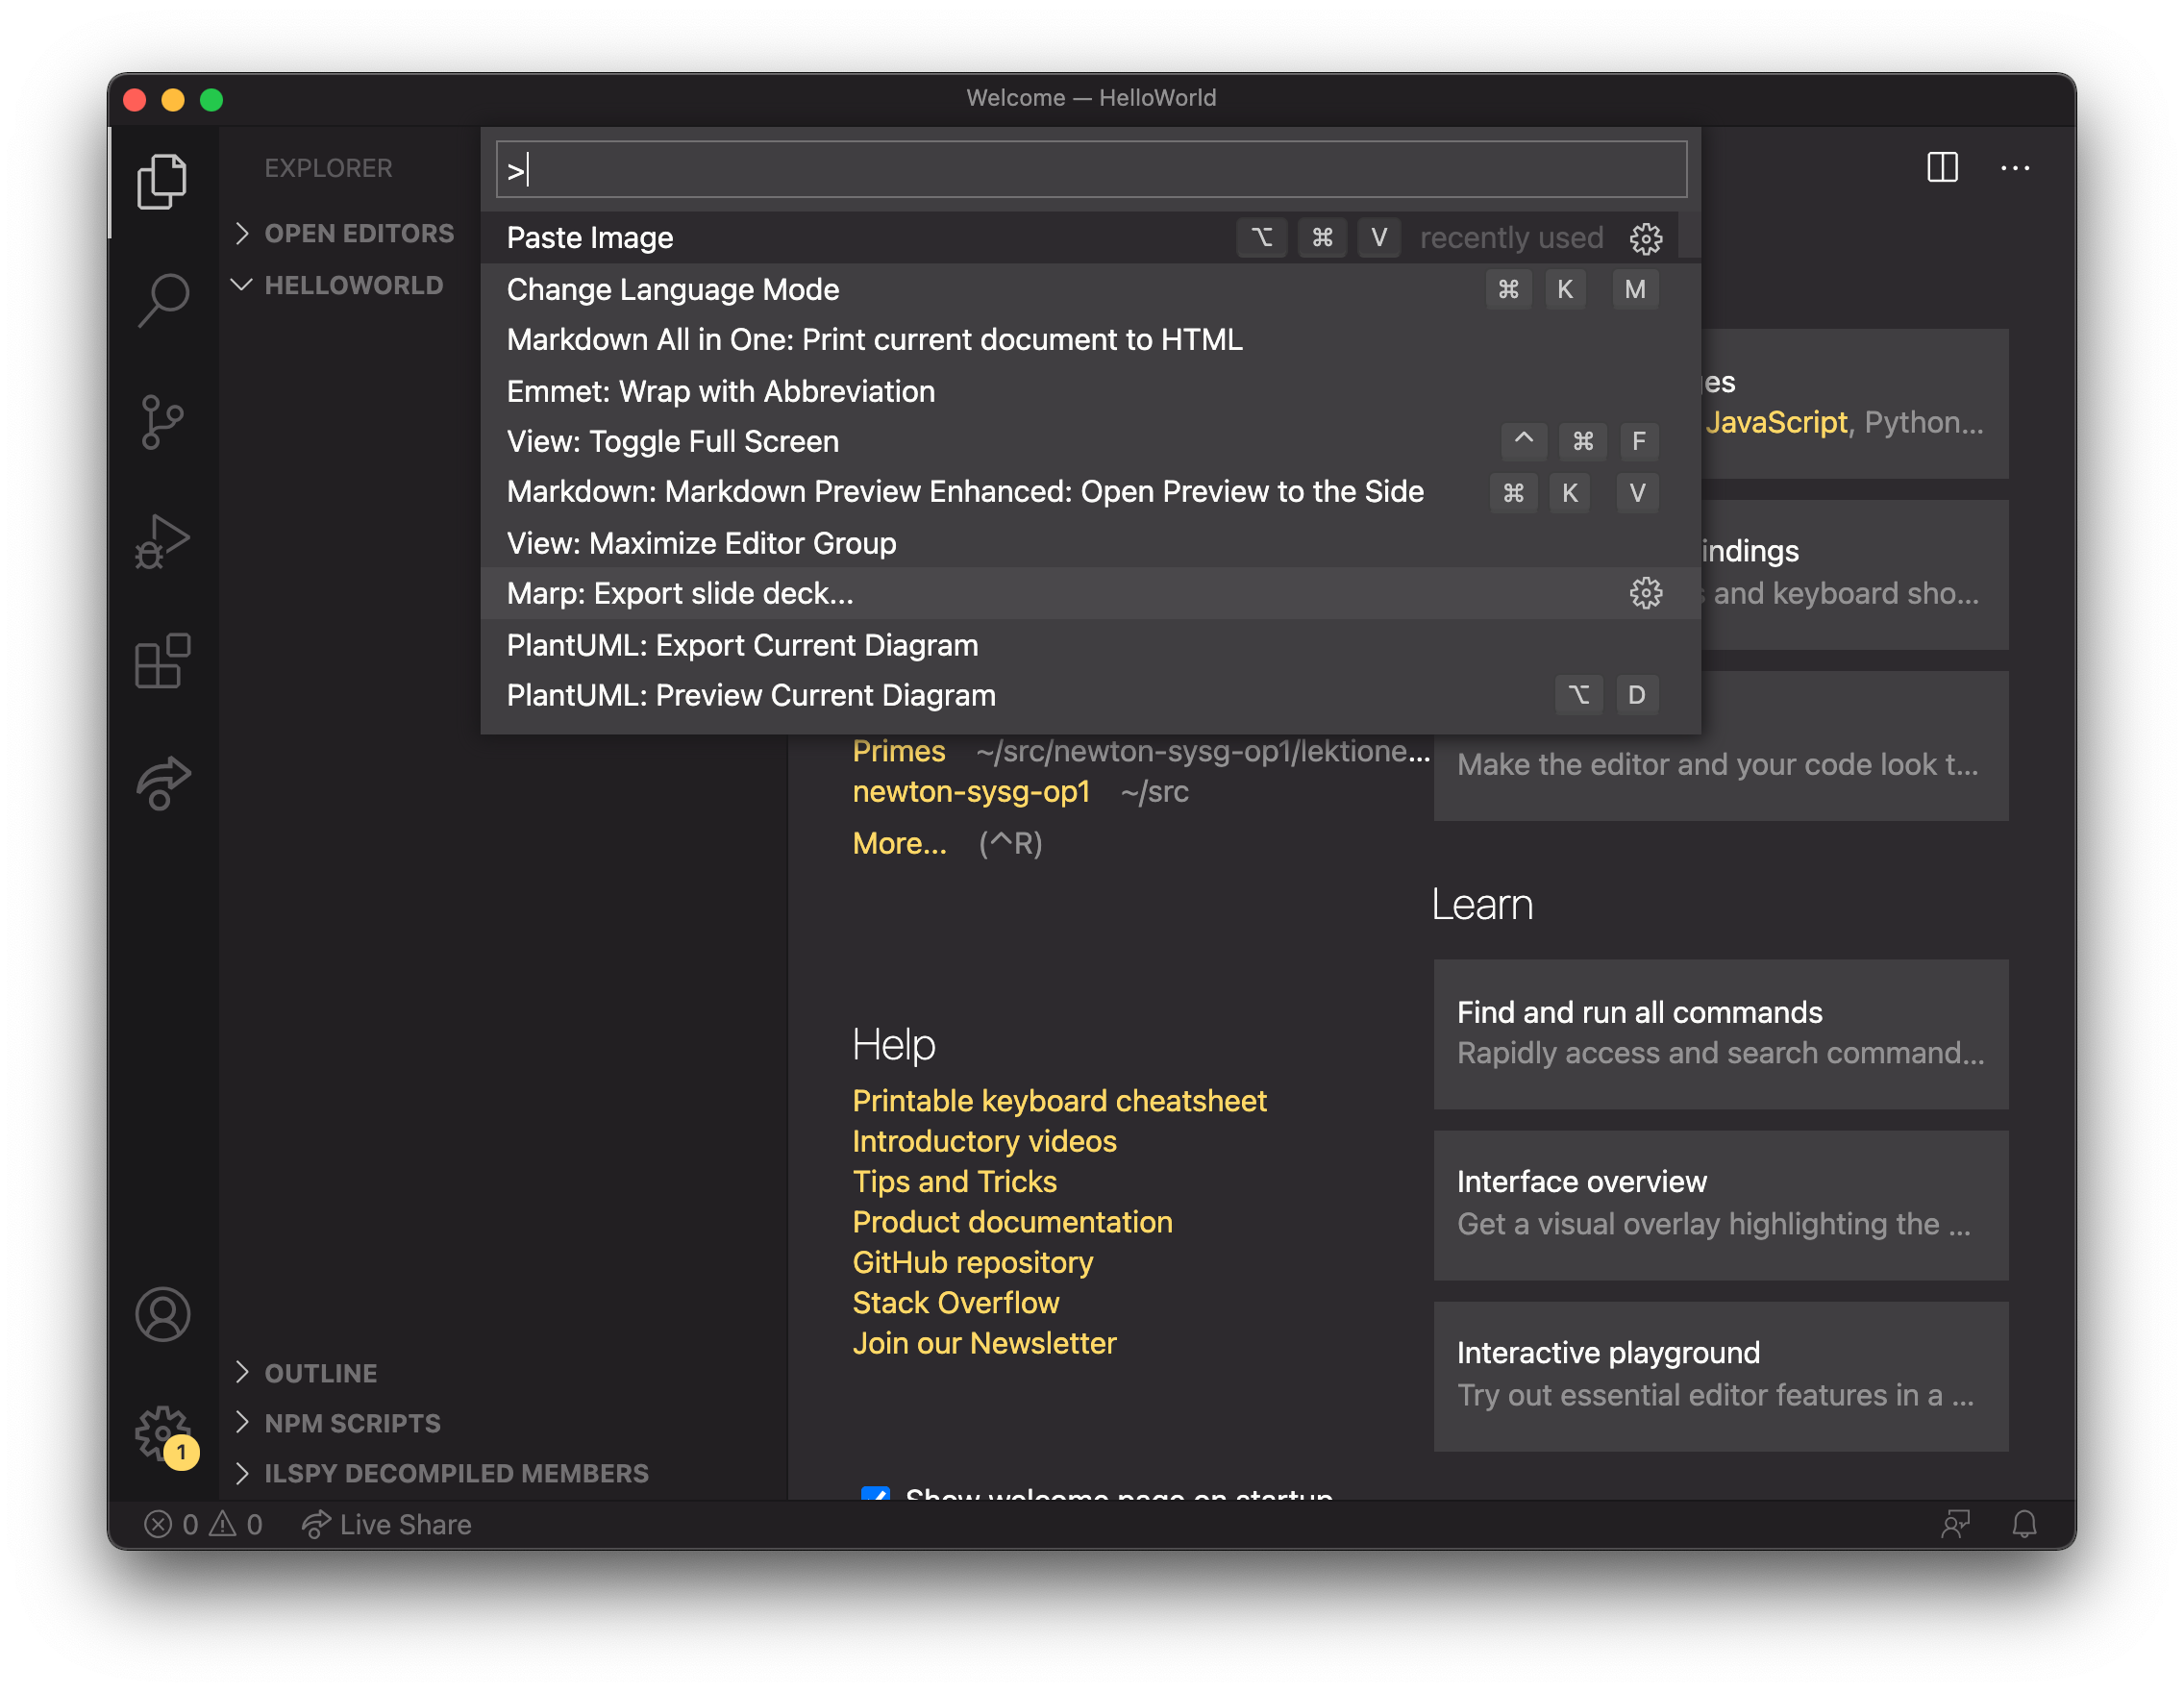 Welcome — HelloWorld
EXPLORER
OPEN EDITORS
HELLOWORLD
OUTLINE
NPM SCRIPTS
ILSPY DECOMPILED MEMBERS
>
Paste Image ⌥ ⌘ V recently used
Change Language Mode ⌘ K M
Markdown All in One: Print current document to HTML
Emmet: Wrap with Abbreviation
View: Toggle Full Screen ^ ⌘ F
Markdown: Markdown Preview Enhanced: Open Preview to the Side ⌘ K V
View: Maximize Editor Group
Marp: Export slide deck...
PlantUML: Export Current Diagram
PlantUML: Preview Current Diagram ⌥ D
Primes ~/src/newton-sysg-op1/lektione...
newton-sysg-op1 ~/src
More... (^R)
Help
Printable keyboard cheatsheet
Introductory videos
Tips and Tricks
Product documentation
GitHub repository
Stack Overflow
Join our Newsletter
Show welcome page on startup
JavaScript, Python...
and keyboard sho...
Make the editor and your code look t...
Learn
Find and run all commands
Rapidly access and search command...
Interface overview
Get a visual overlay highlighting the ...
Interactive playground
Try out essential editor features in a ...
1
0 0 Live Share